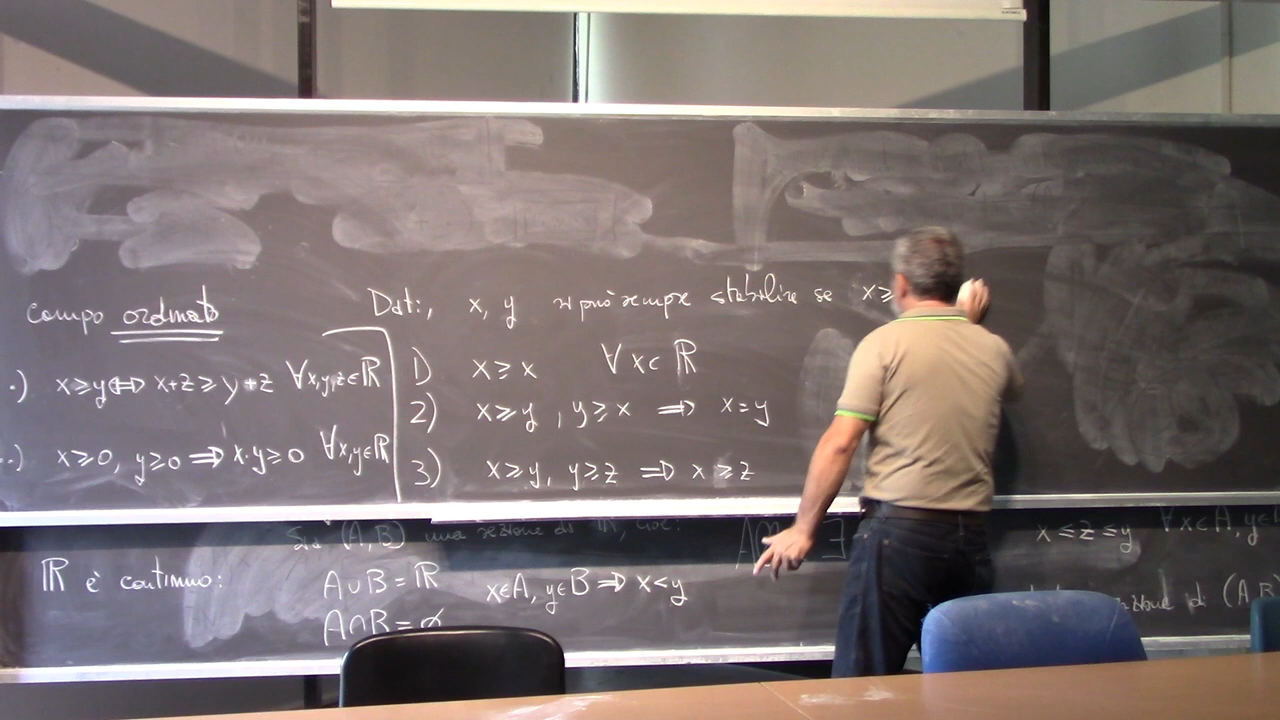 campo ordinato
Dati, x, y si può sempre stabilire se x≥
.) x≥y⇔x+z≥y+z ∀x,y,z∈ℝ
..) x≥0, y≥0 ⇒ x·y≥0 ∀x,y∈ℝ
1) x≥x ∀x∈ℝ
2) x≥y, y≥x ⇒ x=y
3) x≥y, y≥z ⇒ x≥z
Sia (A,B) una sezione di ℝ, cioè:
ℝ è continuo:
A∪B=ℝ
A∩B=∅
x∈A, y∈B ⇒ x<y
∃
x≤z≤y ∀x∈A, y∈
di (A,B